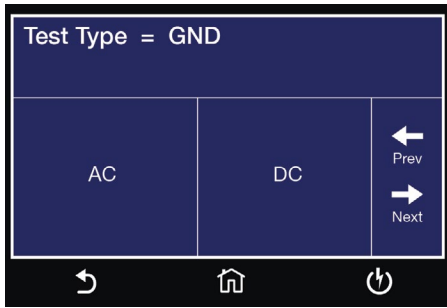 Test Type = GND
AC
DC
Prev
Next